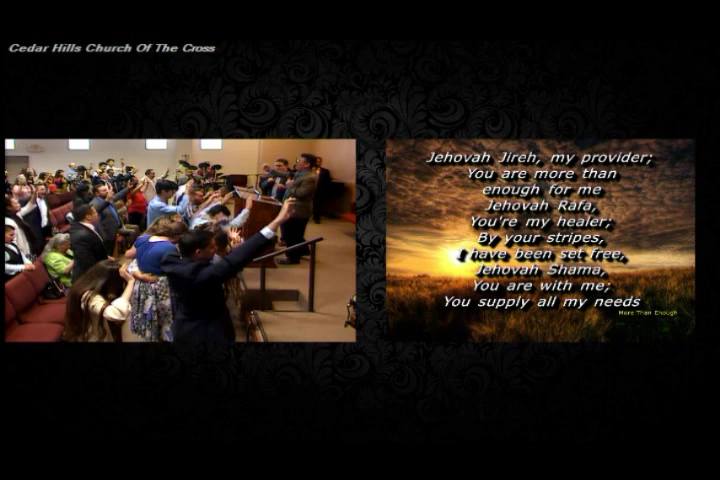 Cedar Hills Church Of The Cross
Jehovah Jireh, my provider;
You are more than
enough for me
Jehovah Rafa,
You're my healer;
By your stripes,
I have been set free,
Jehovah Shama,
You are with me;
You supply all my needs
More Than Enough